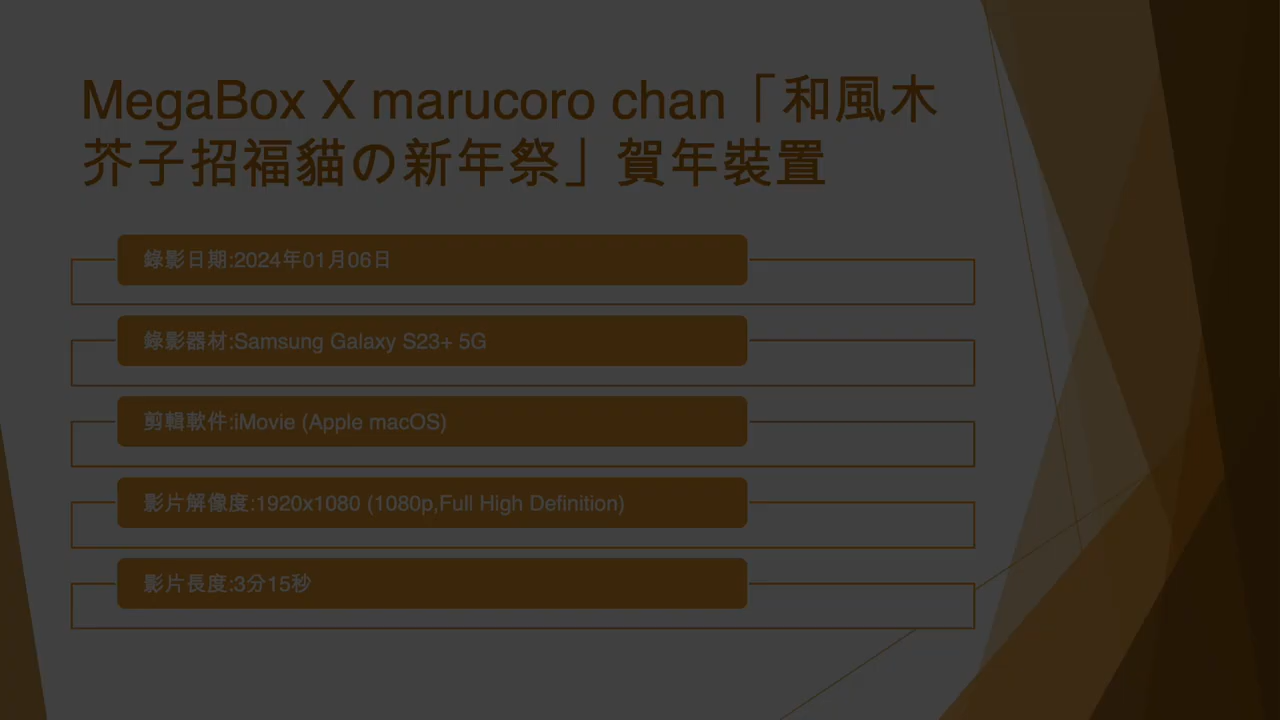 MegaBox X marucoro chan「和風木
芥子招福貓の新年祭」賀年裝置
錄影日期:2024年01月06日
錄影器材:Samsung Galaxy S23+ 5G
剪輯軟件:iMovie (Apple macOS)
影片解像度:1920x1080 (1080p,Full High Definition)
影片長度:3分15秒